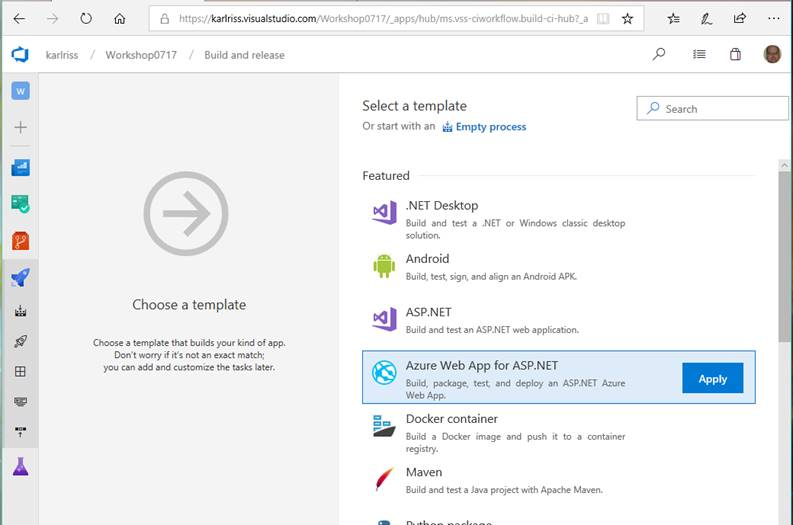 https://karlriss.visualstudio.com/Workshop0717/_apps/hub/ms.vss-ciworkflow.build-ci-hub?_a
karlriss / Workshop0717 / Build and release
W
Choose a template
Choose a template that builds your kind of app.
Don't worry if it's not an exact match;
you can add and customize the tasks later.
Select a template
Or start with an Empty process
Search
Featured
.NET Desktop
Build and test a .NET or Windows classic desktop
solution.
Android
Build, test, sign, and align an Android APK.
ASP.NET
Build and test an ASP.NET web application.
Azure Web App for ASP.NET
Build, package, test, and deploy an ASP.NET Azure
Web App.
Apply
Docker container
Build a Docker image and push it to a container
registry.
Maven
Build and test a Java project with Apache Maven.
Python package